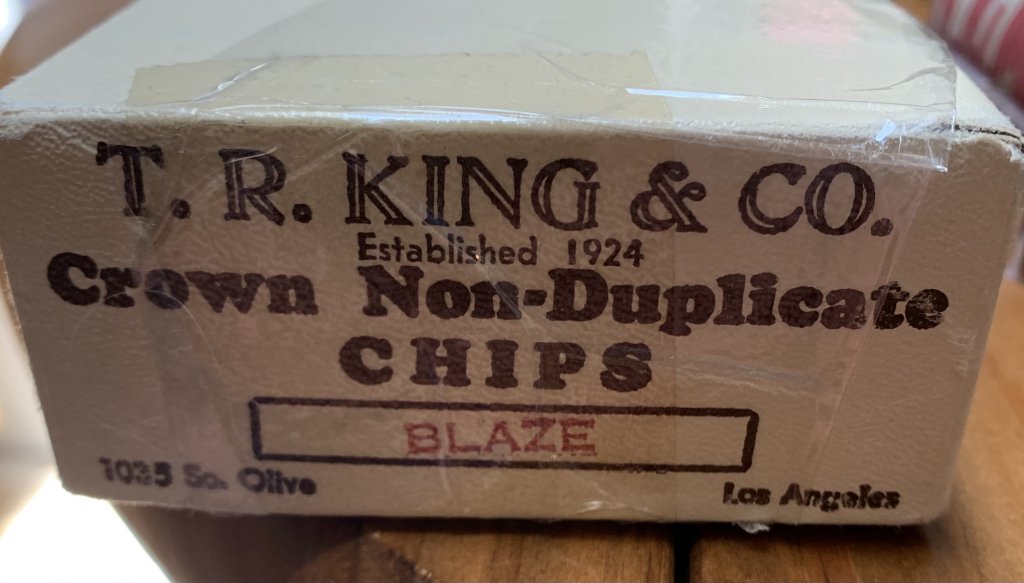 T. R. KING & CO.
Established 1924
Crown Non-Duplicate
CHIPS
BLAZE
1035 So. Olive
Los Angeles